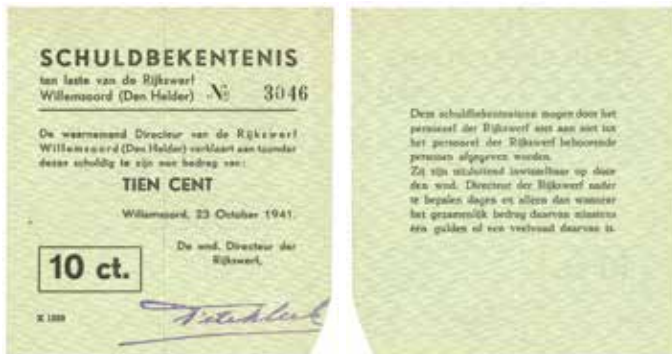 SCHULDBEKENTENIS
ten laste van de Rijkswerf
Willemsoord (Den Helder) № 3046
De waarnemend Directeur van de Rijkswerf
Willemsoord (Den Helder) verklaart aan toonder
dezes schuldig te zijn een bedrag van:
TIEN CENT
Willemsoord, 23 October 1941.
De wnd. Directeur der
Rijkswerf,
10 ct.
Deze schuldbekentenissen mogen door het
personeel der Rijkswerf niet aan niet tot
het personeel der Rijkswerf behoorende
personen afgegeven worden.
Zij zijn uitsluitend inwisselbaar op door
den wnd. Directeur der Rijkswerf nader
te bepalen dagen en alleen dan wanneer
het gezamenlijk bedrag daarvan minstens
één gulden of een veelvoud daarvan is.